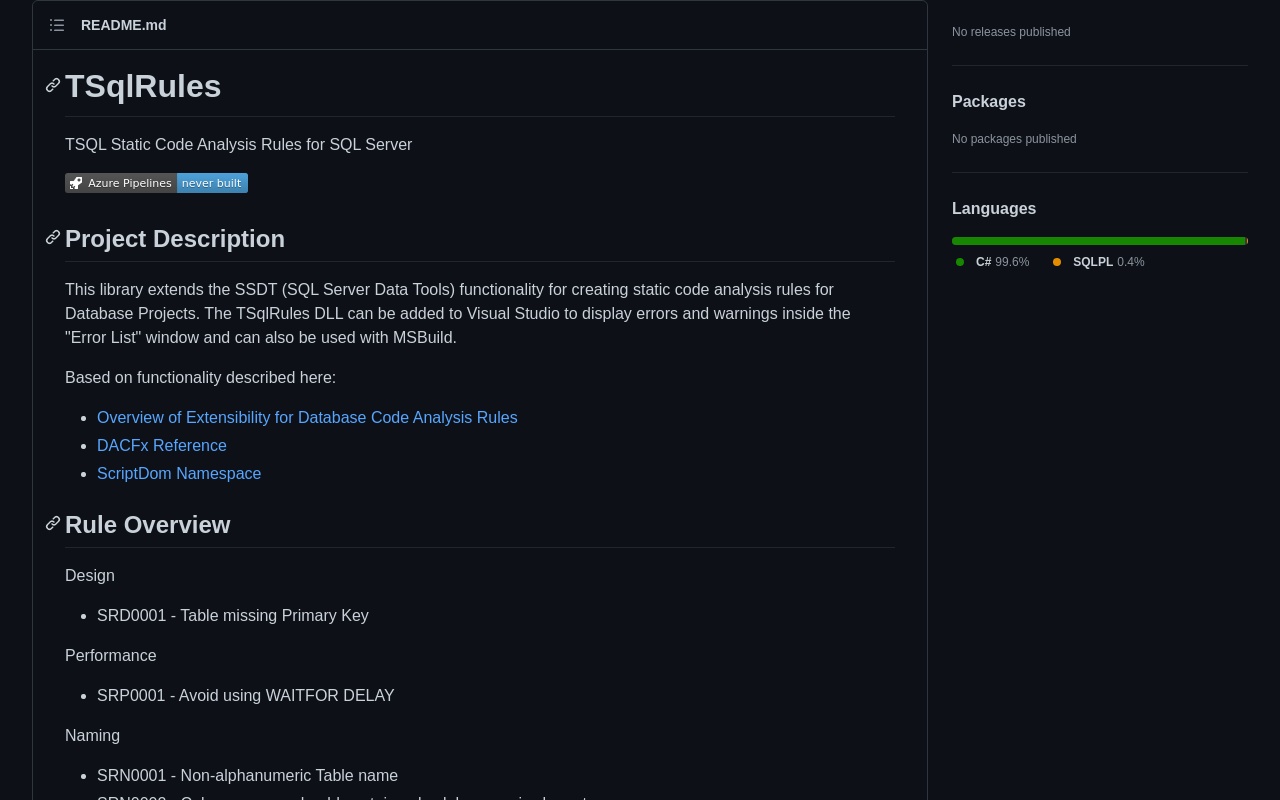 README.md
TSqlRules
TSQL Static Code Analysis Rules for SQL Server
Azure Pipelines never built
Project Description
This library extends the SSDT (SQL Server Data Tools) functionality for creating static code analysis rules for
Database Projects. The TSqlRules DLL can be added to Visual Studio to display errors and warnings inside the
"Error List" window and can also be used with MSBuild.
Based on functionality described here:
Overview of Extensibility for Database Code Analysis Rules
DACFx Reference
ScriptDom Namespace
Rule Overview
Design
SRD0001 - Table missing Primary Key
Performance
SRP0001 - Avoid using WAITFOR DELAY
Naming
SRN0001 - Non-alphanumeric Table name
No releases published
Packages
No packages published
Languages
C# 99.6% SQLPL 0.4%